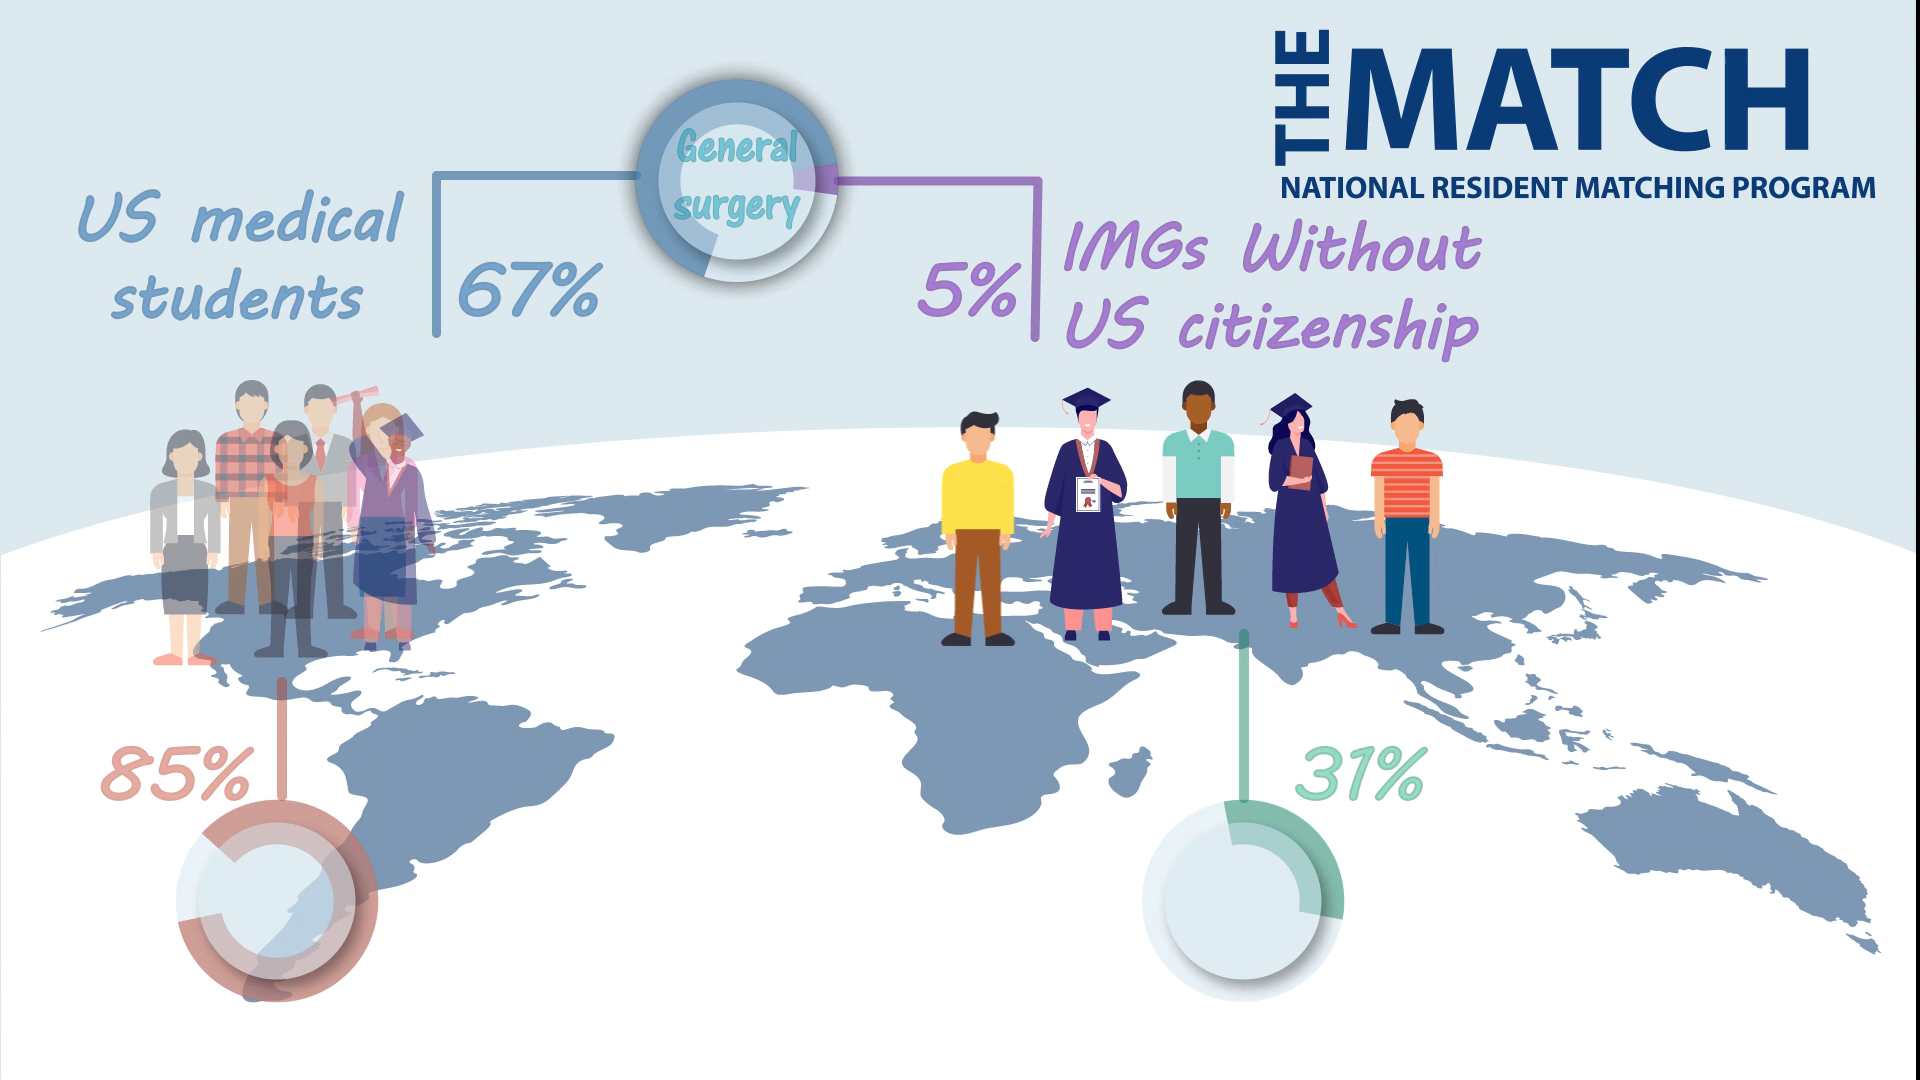 THE MATCH
NATIONAL RESIDENT MATCHING PROGRAM
General
surgery
US medical
students
67%
5%
IMGs Without
US citizenship
85%
31%